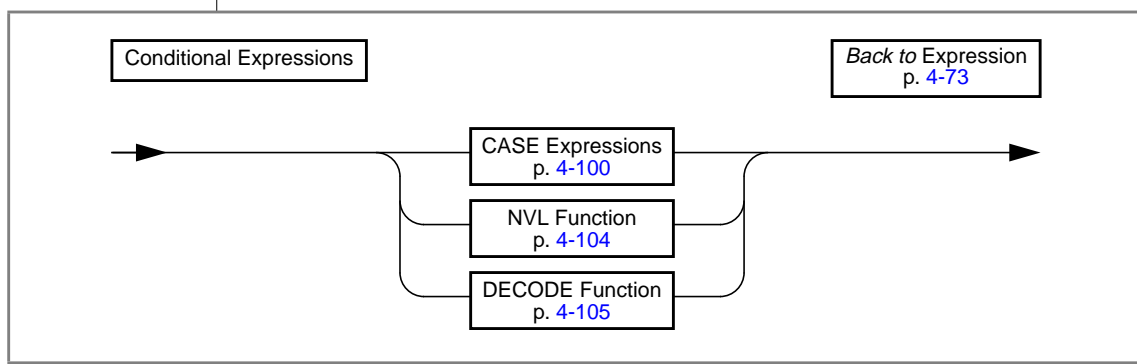 Conditional Expressions
Back to Expression
p. 4-73
CASE Expressions
p. 4-100
NVL Function
p. 4-104
DECODE Function
p. 4-105